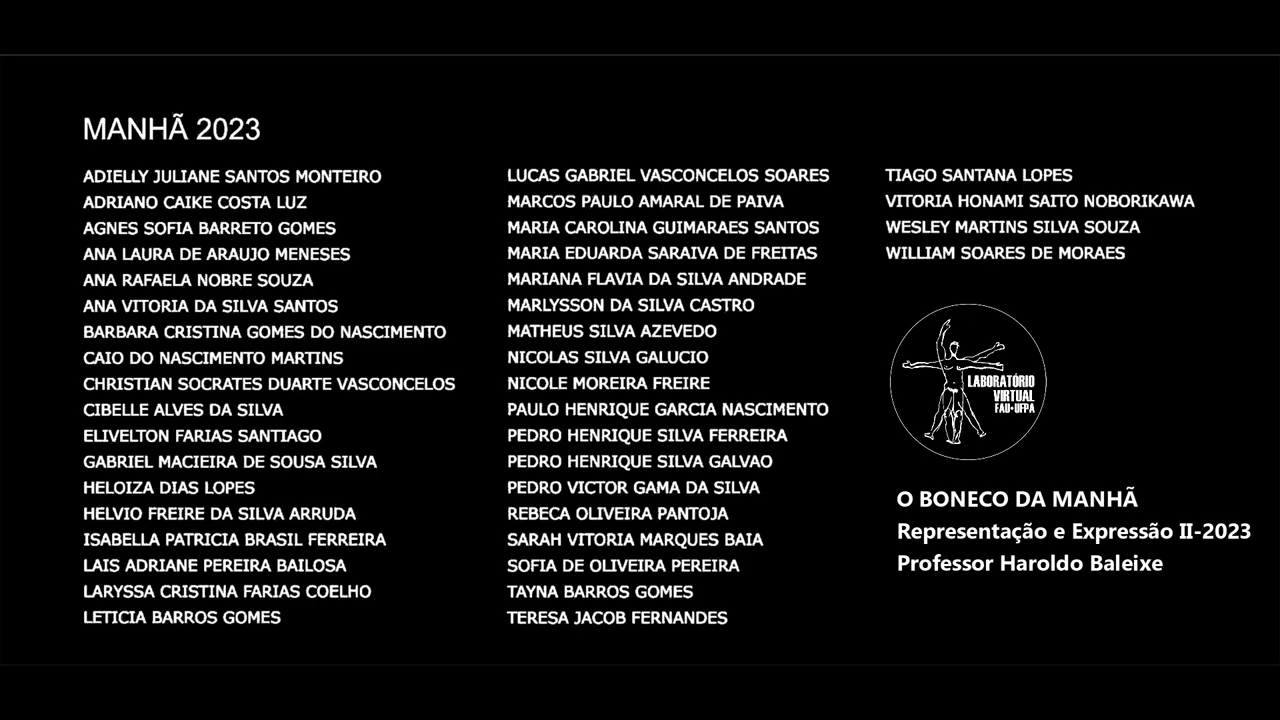 MANHÃ 2023
ADIELLY JULIANE SANTOS MONTEIRO
ADRIANO CAIKE COSTA LUZ
AGNES SOFIA BARRETO GOMES
ANA LAURA DE ARAUJO MENESES
ANA RAFAELA NOBRE SOUZA
ANA VITORIA DA SILVA SANTOS
BARBARA CRISTINA GOMES DO NASCIMENTO
CAIO DO NASCIMENTO MARTINS
CHRISTIAN SOCRATES DUARTE VASCONCELOS
CIBELLE ALVES DA SILVA
ELIVELTON FARIAS SANTIAGO
GABRIEL MACIEIRA DE SOUSA SILVA
HELOIZA DIAS LOPES
HELVIO FREIRE DA SILVA ARRUDA
ISABELLA PATRICIA BRASIL FERREIRA
LAIS ADRIANE PEREIRA BAILOSA
LARYSSA CRISTINA FARIAS COELHO
LETICIA BARROS GOMES
LUCAS GABRIEL VASCONCELOS SOARES
MARCOS PAULO AMARAL DE PAIVA
MARIA CAROLINA GUIMARAES SANTOS
MARIA EDUARDA SARAIVA DE FREITAS
MARIANA FLAVIA DA SILVA ANDRADE
MARLYSSON DA SILVA CASTRO
MATHEUS SILVA AZEVEDO
NICOLAS SILVA GALUCIO
NICOLE MOREIRA FREIRE
PAULO HENRIQUE GARCIA NASCIMENTO
PEDRO HENRIQUE SILVA FERREIRA
PEDRO HENRIQUE SILVA GALVAO
PEDRO VICTOR GAMA DA SILVA
REBECA OLIVEIRA PANTOJA
SARAH VITORIA MARQUES BAIA
SOFIA DE OLIVEIRA PEREIRA
TAYNA BARROS GOMES
TERESA JACOB FERNANDES
TIAGO SANTANA LOPES
VITORIA HONAMI SAITO NOBORIKAWA
WESLEY MARTINS SILVA SOUZA
WILLIAM SOARES DE MORAES
LABORATÓRIO
VIRTUAL
FAU•UFPA
O BONECO DA MANHÃ
Representação e Expressão II-2023
Professor Haroldo Baleixe